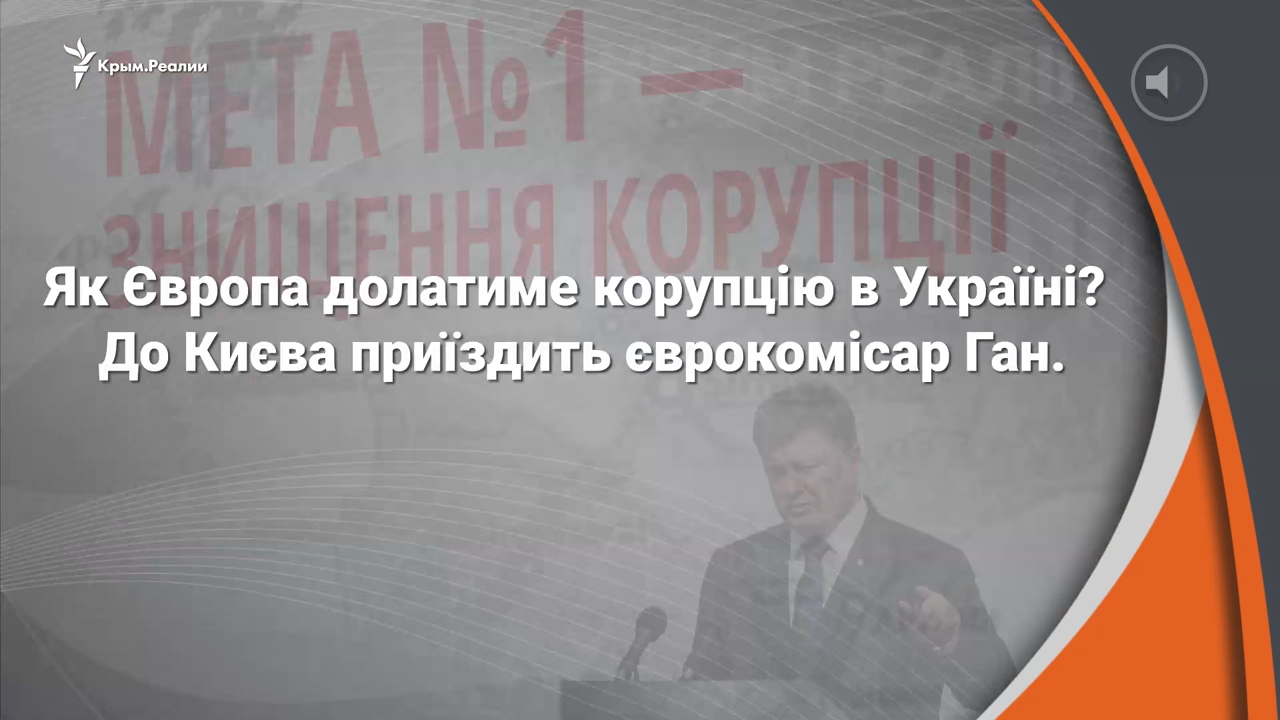 Крым.Реалии
МЕТА №1 —
ЗНИЩЕННЯ КОРУПЦІЇ
Як Європа долатиме корупцію в Україні?
До Києва приїздить єврокомісар Ган.